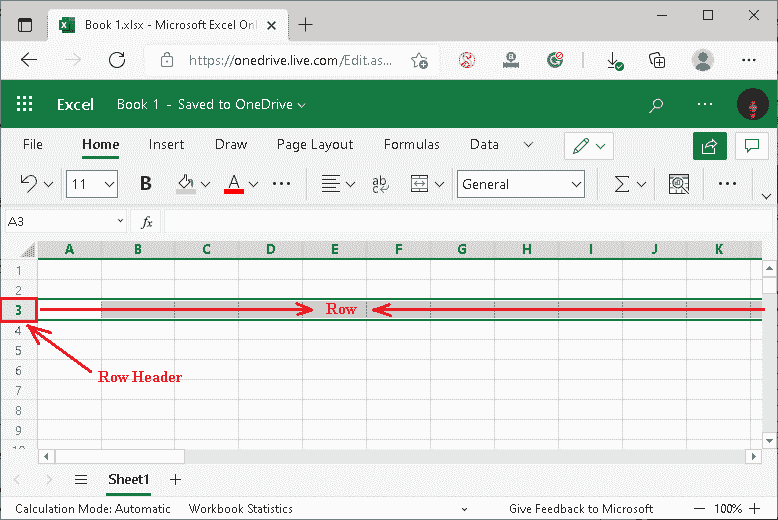 Book 1.xlsx - Microsoft Excel Onl
https://onedrive.live.com/Edit.as...
Excel Book 1 - Saved to OneDrive
File Home Insert Draw Page Layout Formulas Data
11 B A ... ab c General Σ ...
A3 fx
A B C D E F G H I J K
1
2
3 Row
4
5
6
Row Header
7
8
9
10
Sheet1 +
Calculation Mode: Automatic Workbook Statistics Give Feedback to Microsoft — 100% +